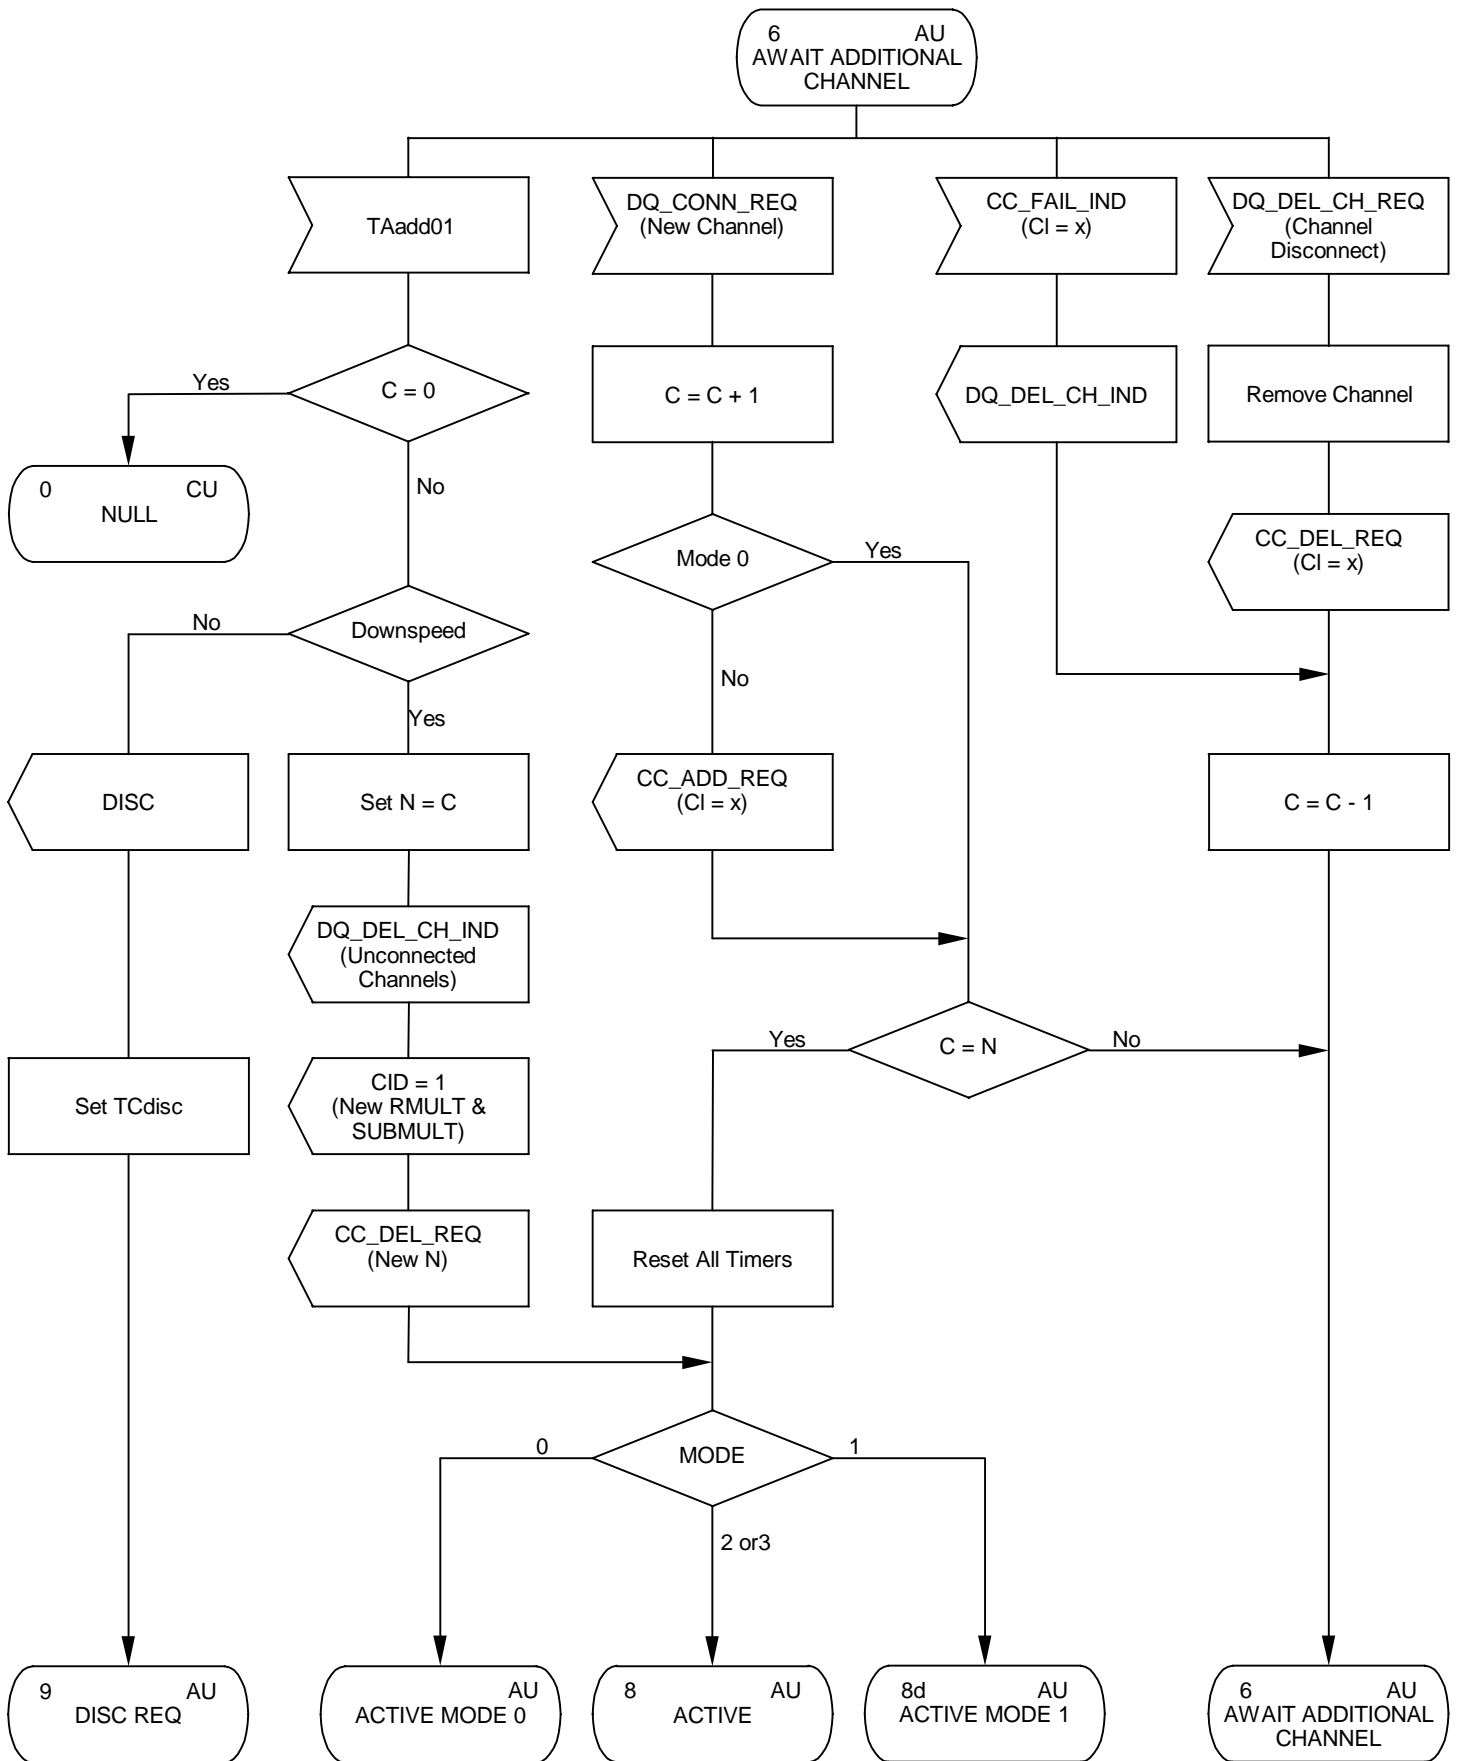 6 AU
AWAIT ADDITIONAL
CHANNEL
TAadd01
DQ_CONN_REQ
(New Channel)
CC_FAIL_IND
(CI = x)
DQ_DEL_CH_REQ
(Channel
Disconnect)
Yes
C = 0
C = C + 1
DQ_DEL_CH_IND
Remove Channel
No
0 CU
NULL
Mode 0
Yes
CC_DEL_REQ
(CI = x)
No
Downspeed
No
Yes
DISC
Set N = C
CC_ADD_REQ
(CI = x)
C = C - 1
DQ_DEL_CH_IND
(Unconnected
Channels)
Yes
C = N
No
Set TCdisc
CID = 1
(New RMULT &
SUBMULT)
CC_DEL_REQ
(New N)
Reset All Timers
0
MODE
1
2 or3
9 AU
DISC REQ
AU
ACTIVE MODE 0
8 AU
ACTIVE
8d AU
ACTIVE MODE 1
6 AU
AWAIT ADDITIONAL
CHANNEL